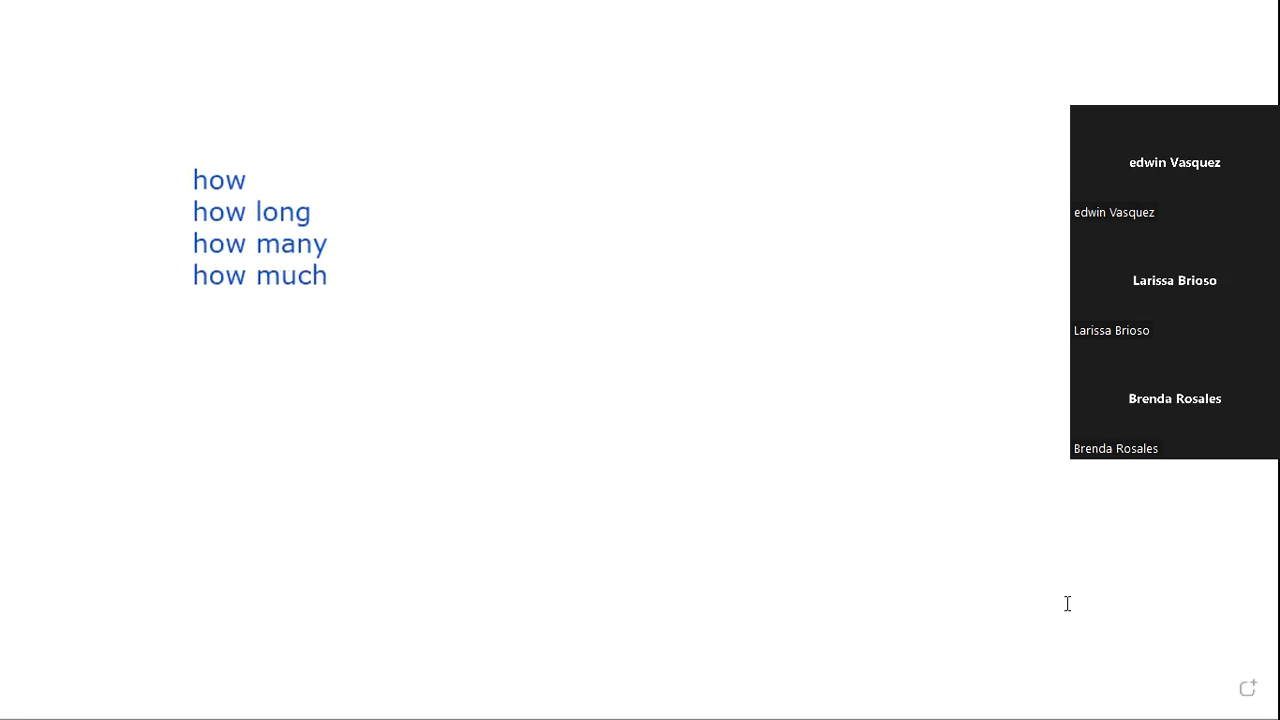 how
how long
how many
how much
edwin Vasquez
edwin Vasquez
Larissa Brioso
Larissa Brioso
Brenda Rosales
Brenda Rosales